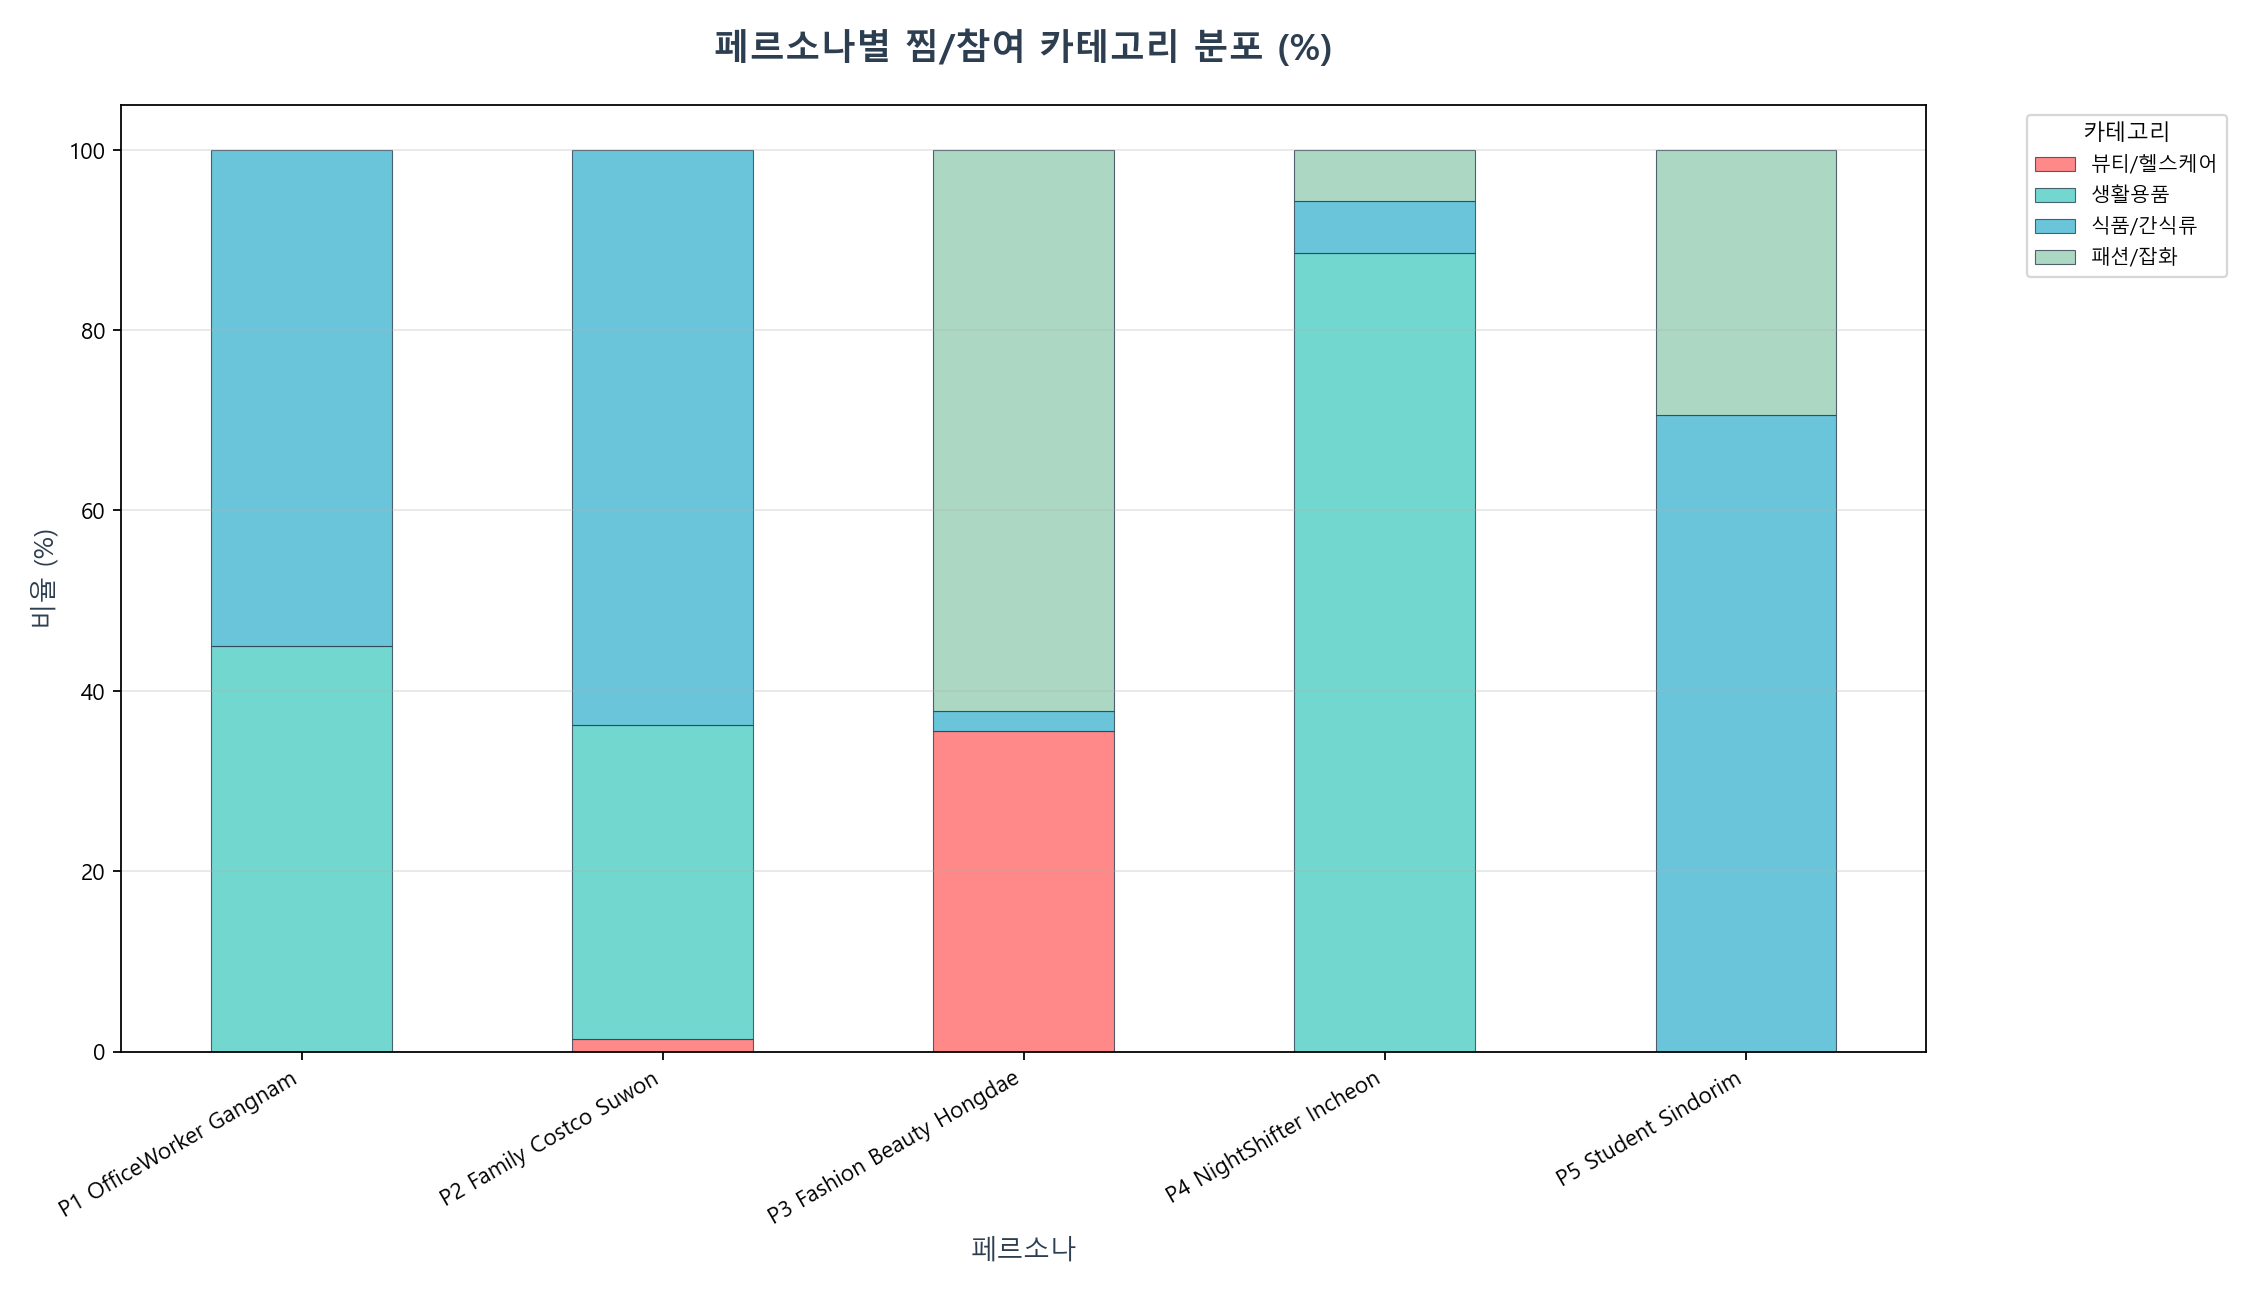 페르소나별 찜/참여 카테고리 분포 (%)
카테고리
뷰티/헬스케어
생활용품
식품/간식류
패션/잡화
비율 (%)
100
80
60
40
20
0
P1 OfficeWorker Gangnam
P2 Family Costco Suwon
P3 Fashion Beauty Hongdae
P4 NightShifter Incheon
P5 Student Sindorim
페르소나